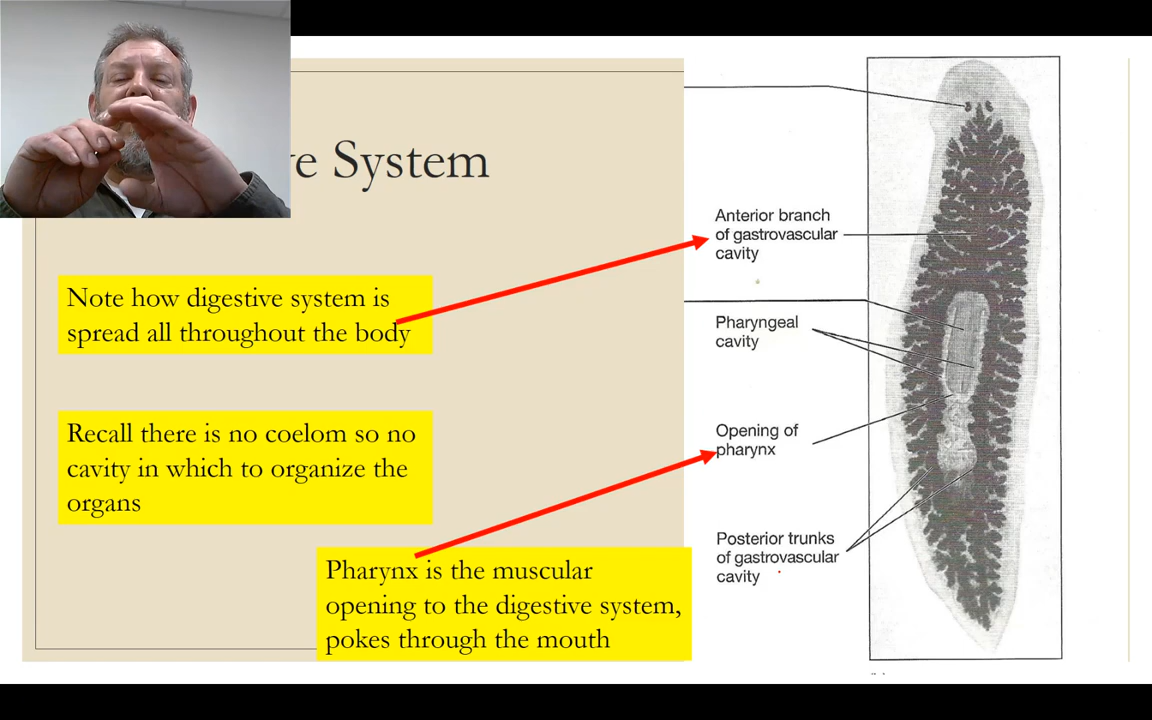 ve System
Note how digestive system is
spread all throughout the body
Recall there is no coelom so no
cavity in which to organize the
organs
Pharynx is the muscular
opening to the digestive system,
pokes through the mouth
Anterior branch
of gastrovascular
cavity
Pharyngeal
cavity
Opening of
pharynx
Posterior trunks
of gastrovascular
cavity